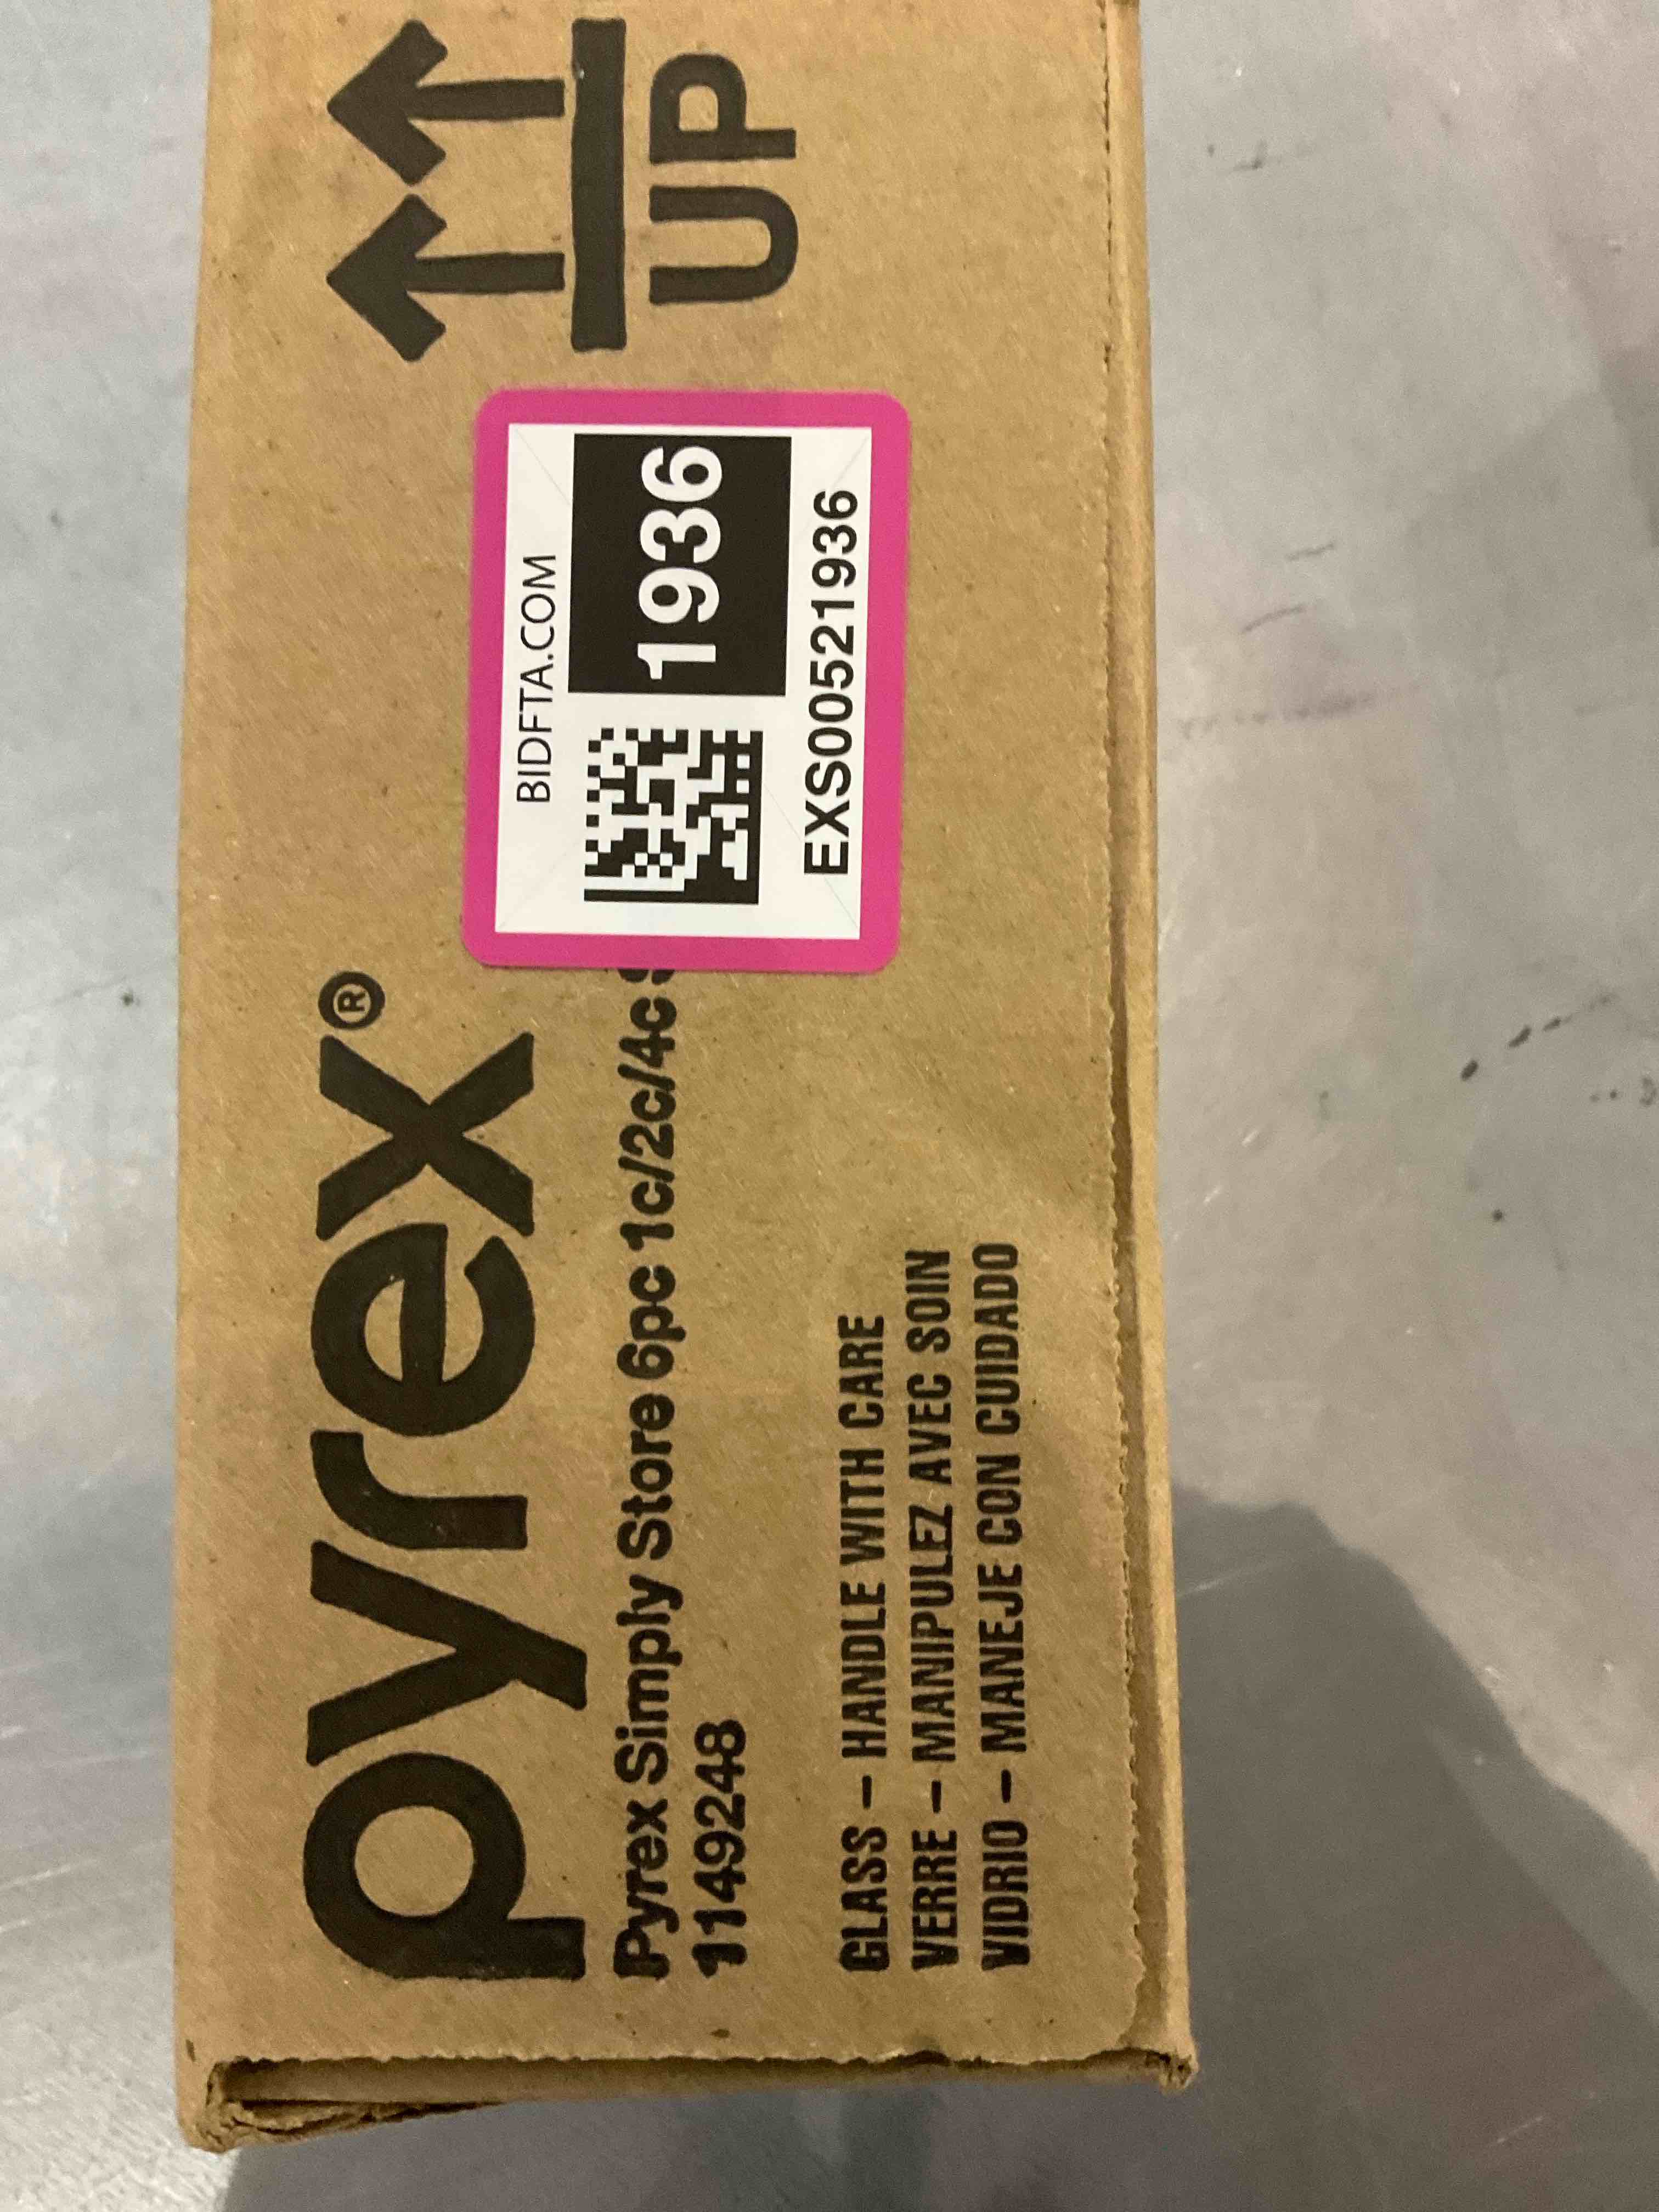 pyrex®
Pyrex Simply Store 6pc 1c/2c/4c
1149248
GLASS – HANDLE WITH CARE
VERRE – MANIPULEZ AVEC SOIN
VIDRIO – MANEJE CON CUIDADO
BIDFTA.COM
1936
EXS00521936
UP